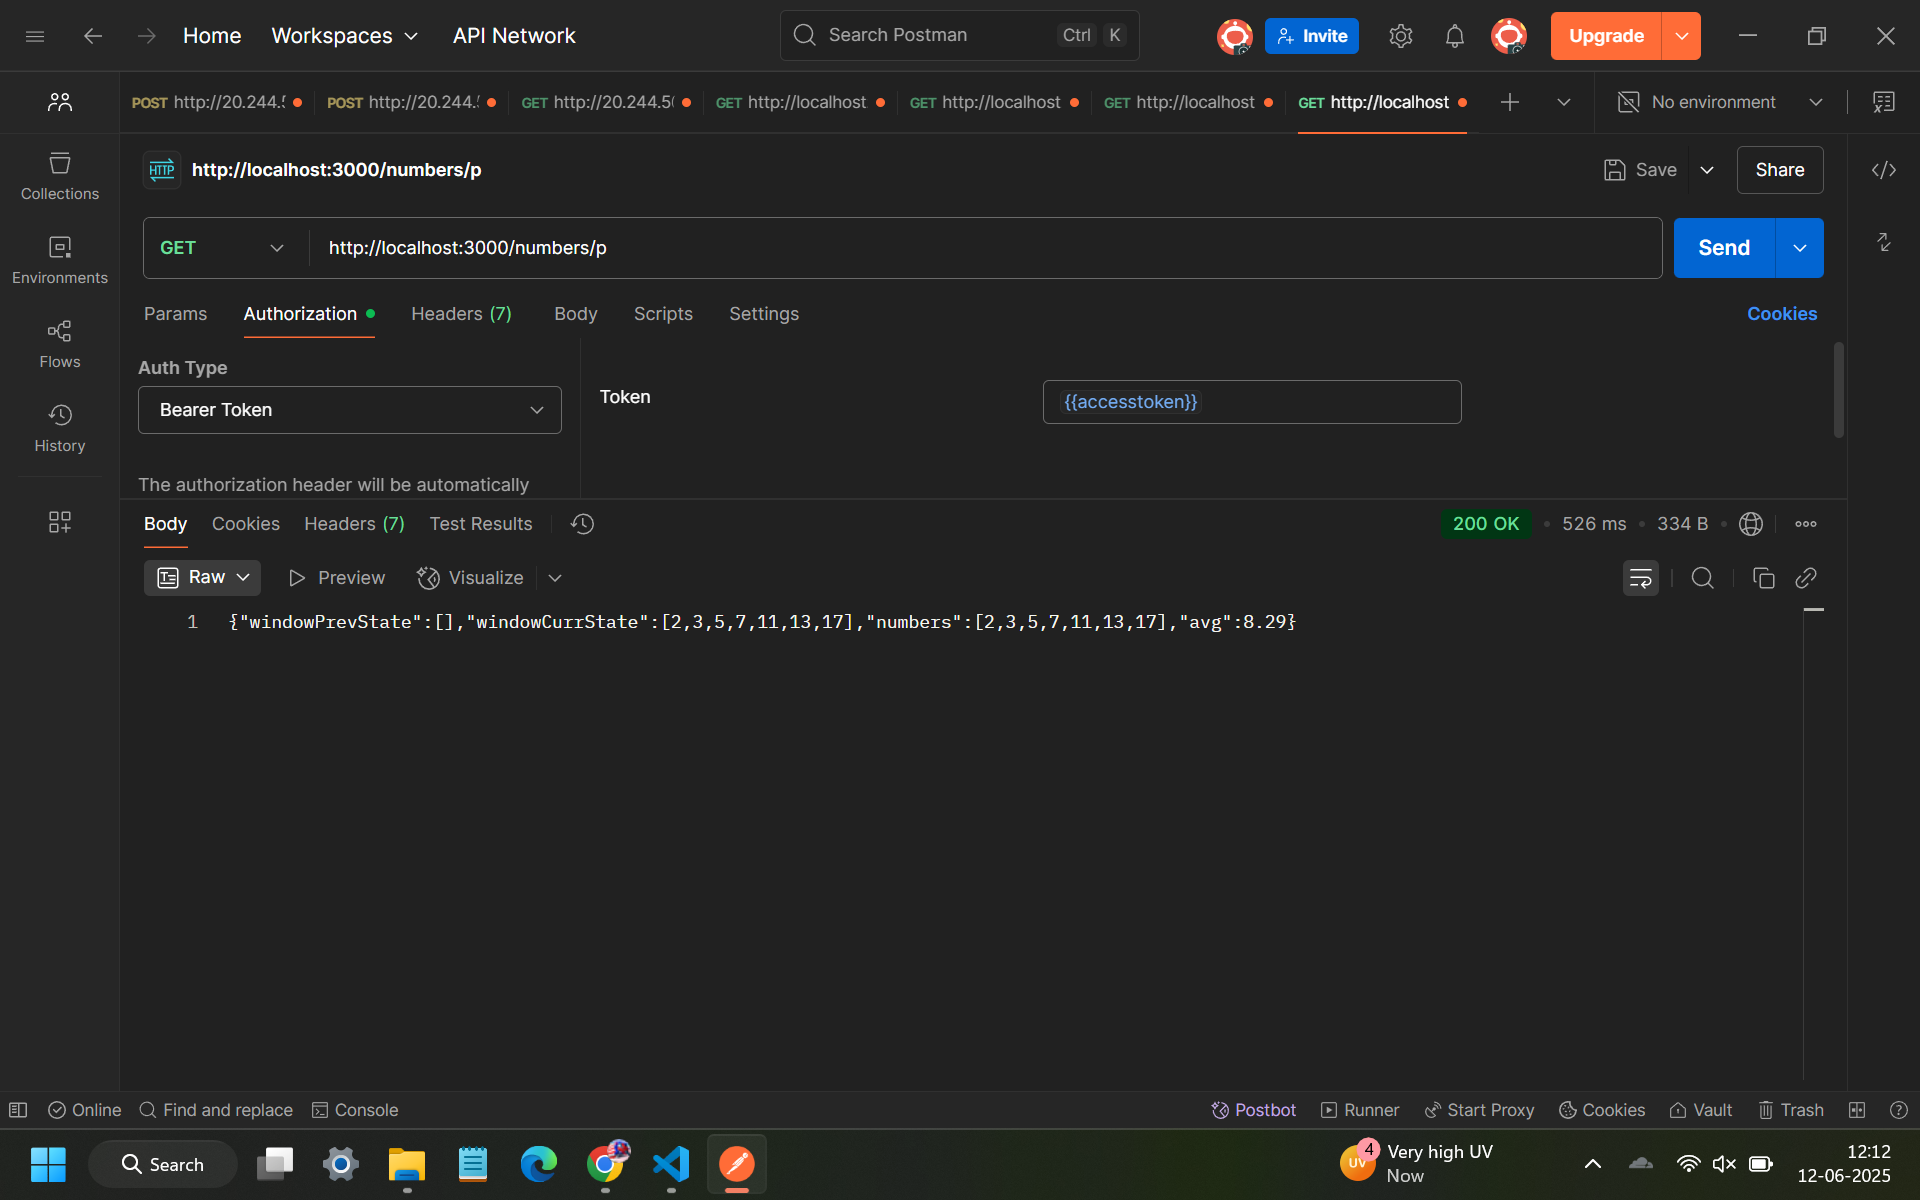 Home Workspaces API Network Search Postman Ctrl K Invite Upgrade
POST http://20.244.5 POST http://20.244. GET http://20.244.5 GET http://localhost GET http://localhost GET http://localhost GET http://localhost No environment
HTTP http://localhost:3000/numbers/p Save Share
Collections
GET http://localhost:3000/numbers/p Send
Environments
Params Authorization Headers (7) Body Scripts Settings Cookies
Flows
Auth Type
Bearer Token
Token {{accesstoken}}
History
The authorization header will be automatically
Body Cookies Headers (7) Test Results 200 OK 526 ms 334 B
Raw Preview Visualize
1 {"windowPrevState":[],"windowCurrState":[2,3,5,7,11,13,17],"numbers":[2,3,5,7,11,13,17],"avg":8.29}
Online Find and replace Console Postbot Runner Start Proxy Cookies Vault Trash
Search UV 4 Very high UV 12:12
Now 12-06-2025